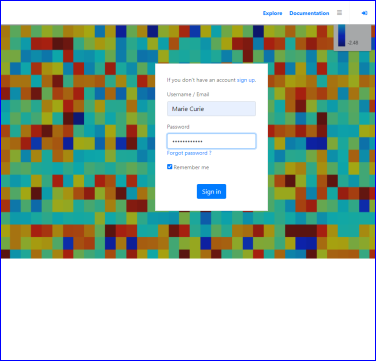 Explore Documentation
-2.48
If you don't have an account sign up.
Username / Email
Marie Curie
Password
••••••••••••
Forgot password ?
Remember me
Sign in